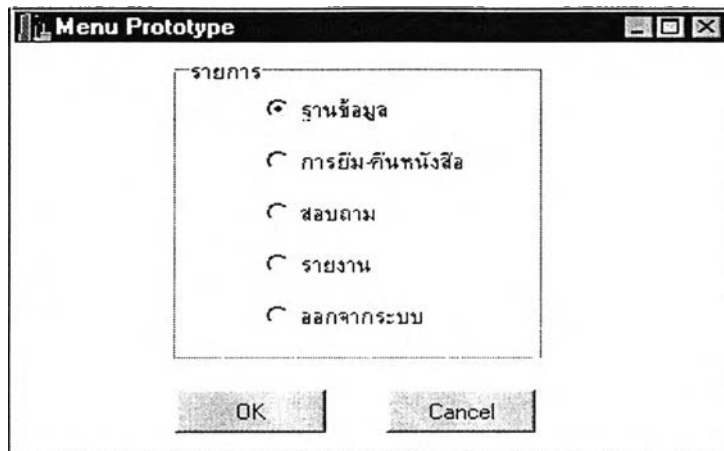 Menu Prototype
รายการ
ฐานข้อมูล
การยืม-คืนหนังสือ
สอบถาม
รายงาน
ออกจากระบบ
OK
Cancel